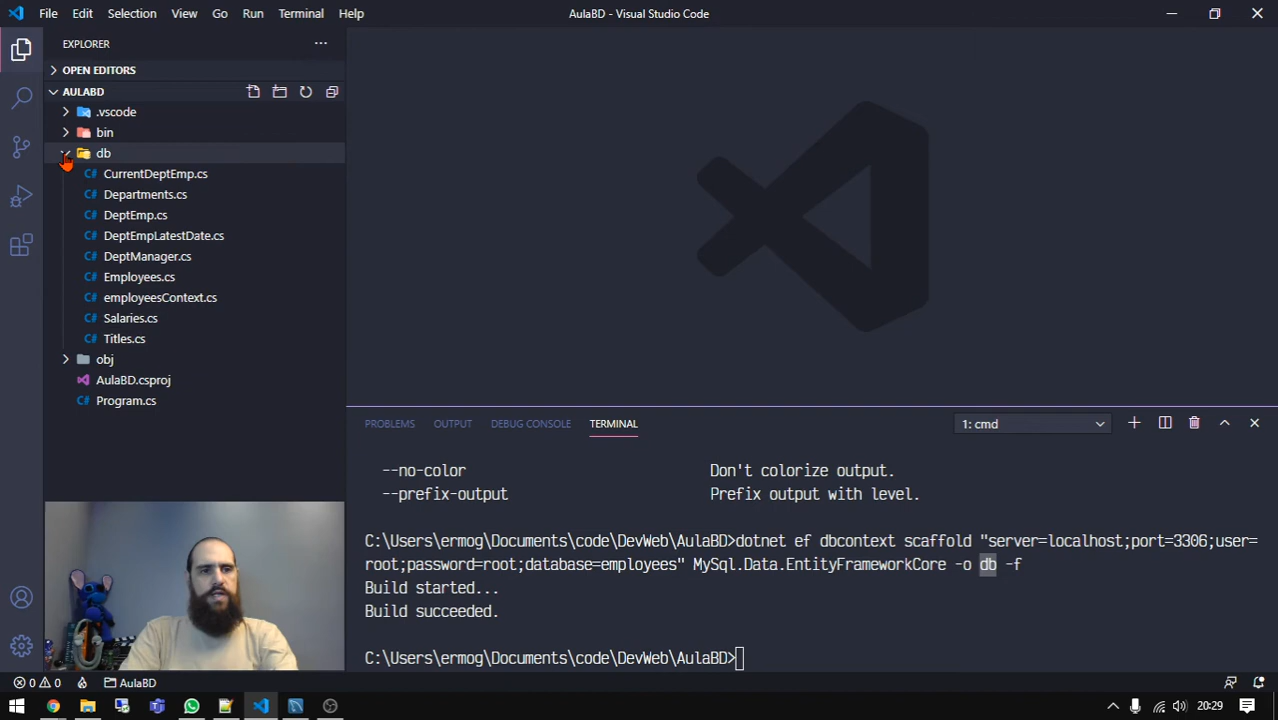 File Edit Selection View Go Run Terminal Help
AulaBD - Visual Studio Code
EXPLORER
OPEN EDITORS
AULABD
.vscode
bin
db
CurrentDeptEmp.cs
Departments.cs
DeptEmp.cs
DeptEmpLatestDate.cs
DeptManager.cs
Employees.cs
employeesContext.cs
Salaries.cs
Titles.cs
obj
AulaBD.csproj
Program.cs
PROBLEMS OUTPUT DEBUG CONSOLE TERMINAL
1: cmd
--no-color Don't colorize output.
--prefix-output Prefix output with level.
C:\Users\ermog\Documents\code\DevWeb\AulaBD>dotnet ef dbcontext scaffold "server=localhost;port=3306;user=
root;password=root;database=employees" MySql.Data.EntityFrameworkCore -o db -f
Build started...
Build succeeded.
C:\Users\ermog\Documents\code\DevWeb\AulaBD>
0 0 AulaBD
20:29